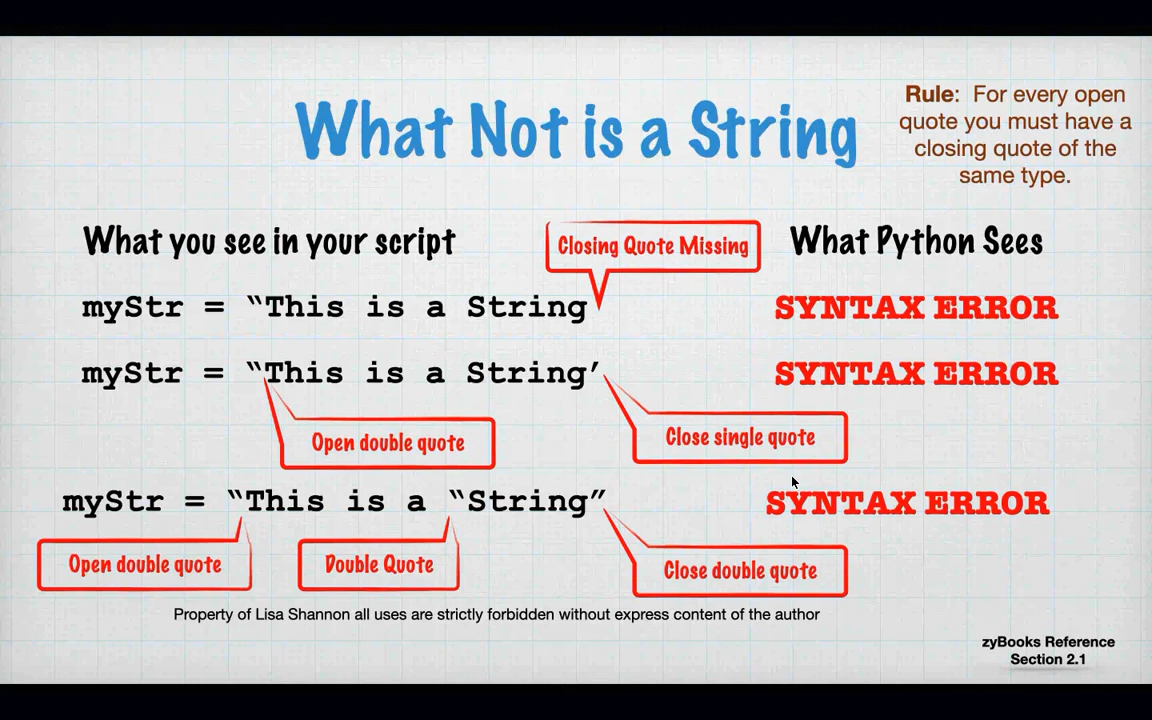 What Not is a String
Rule: For every open
quote you must have a
closing quote of the
same type.
What you see in your script
Closing Quote Missing
What Python Sees
myStr = “This is a String
SYNTAX ERROR
myStr = “This is a String’
SYNTAX ERROR
Open double quote
Close single quote
myStr = “This is a “String”
SYNTAX ERROR
Open double quote
Double Quote
Close double quote
Property of Lisa Shannon all uses are strictly forbidden without express content of the author
zyBooks Reference
Section 2.1